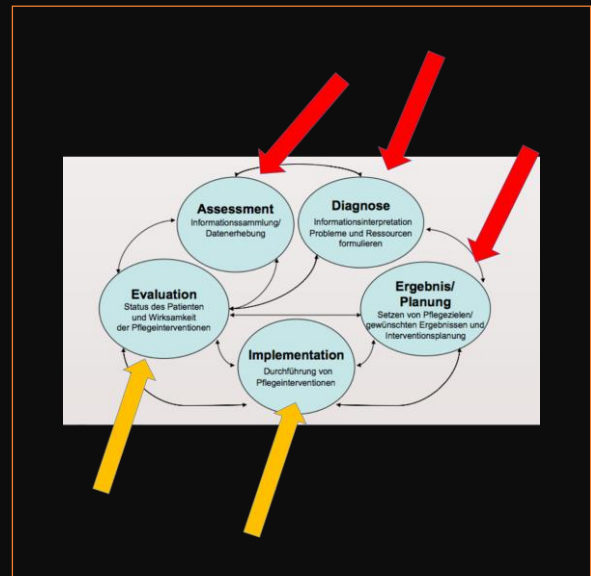 Assessment
Informationssammlung/
Datenerhebung
Diagnose
Informationsinterpretation
Probleme und Ressourcen
formulieren
Evaluation
Status des Patienten
und Wirksamkeit
der Pflegeinterventionen
Ergebnis/
Planung
Setzen von Pflegezielen/
gewünschten Ergebnissen und
Interventionsplanung
Implementation
Durchführung von
Pflegeinterventionen